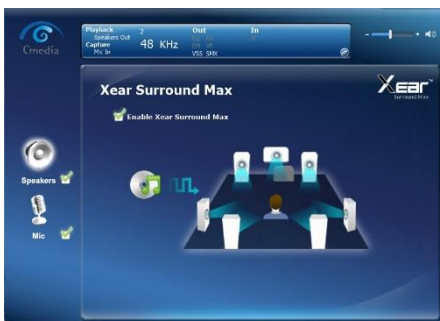 Cmedia
Playback 2 Out In
Speakers Out
Capture 48 KHz
Mic In VSS SHX
Xear
Surround Max
Xear Surround Max
Enable Xear Surround Max
Speakers
Mic